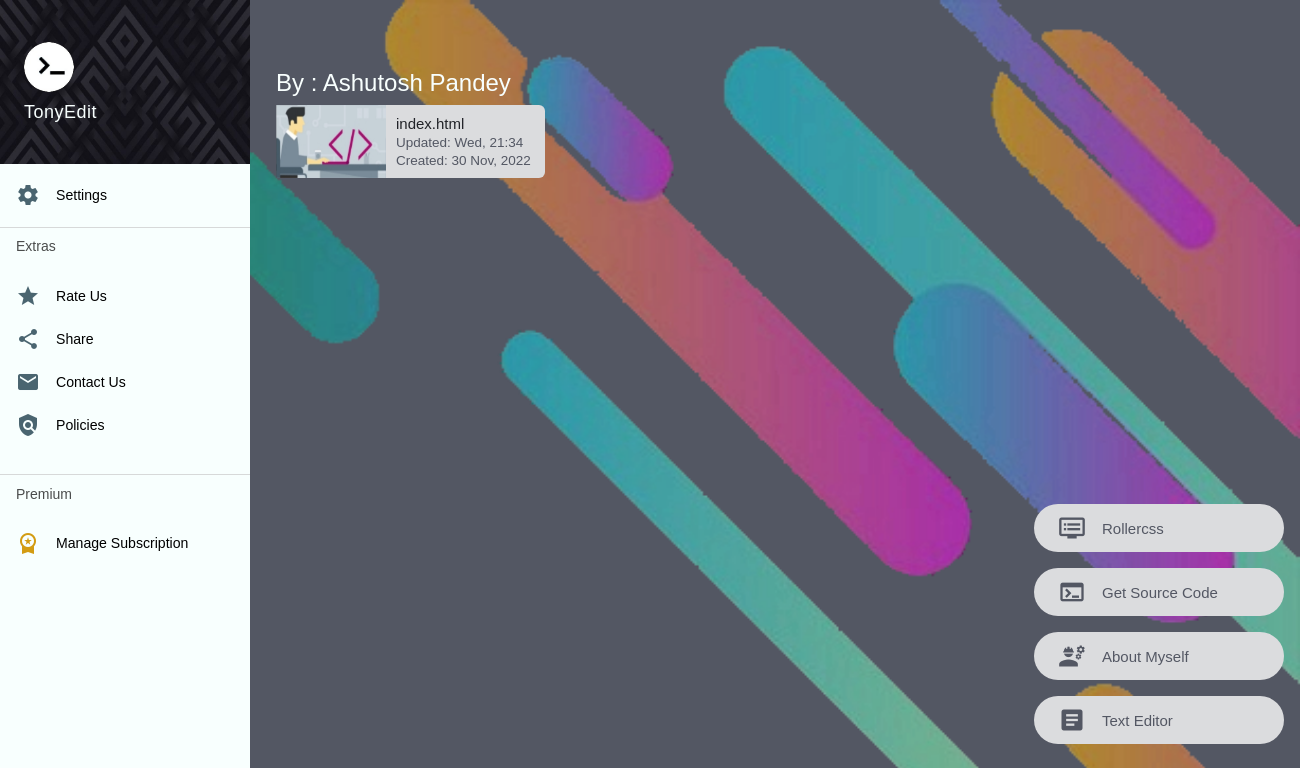 TonyEdit
Settings
Extras
Rate Us
Share
Contact Us
Policies
Premium
Manage Subscription
By : Ashutosh Pandey
index.html
Updated: Wed, 21:34
Created: 30 Nov, 2022
Rollercss
Get Source Code
About Myself
Text Editor